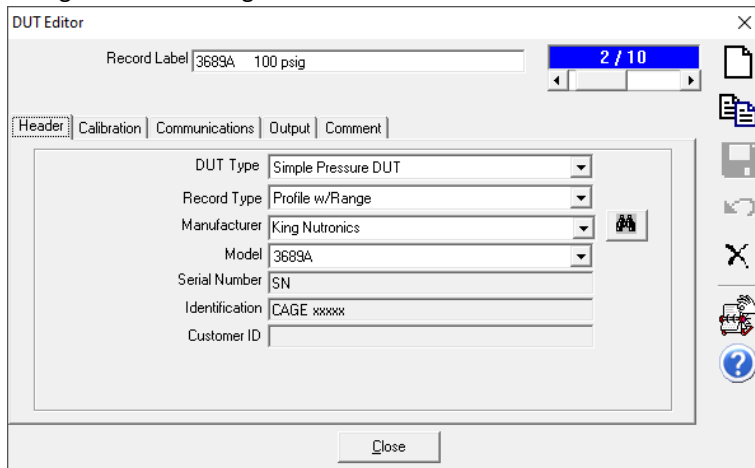 DUT Editor
Record Label 3689A 100 psig
2 / 10
Header Calibration Communications Output Comment
DUT Type Simple Pressure DUT
Record Type Profile w/Range
Manufacturer King Nutronics
Model 3689A
Serial Number SN
Identification CAGE xxxxx
Customer ID
Close